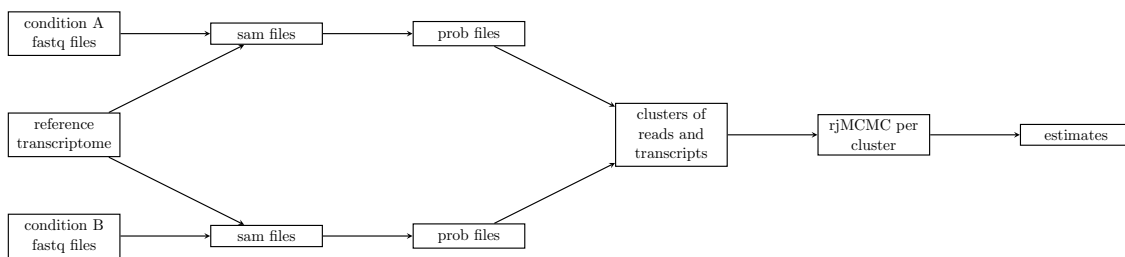 condition A
fastq files
sam files
prob files
reference
transcriptome
clusters of
reads and
transcripts
rjMCMC per
cluster
estimates
condition B
fastq files
sam files
prob files